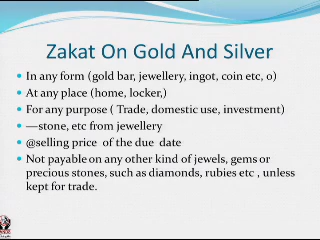 Zakat On Gold And Silver
In any form (gold bar, jewellery, ingot, coin etc, 0)
At any place (home, locker,)
For any purpose ( Trade, domestic use, investment)
—stone, etc from jewellery
@selling price of the due date
Not payable on any other kind of jewels, gems or
precious stones, such as diamonds, rubies etc , unless
kept for trade.